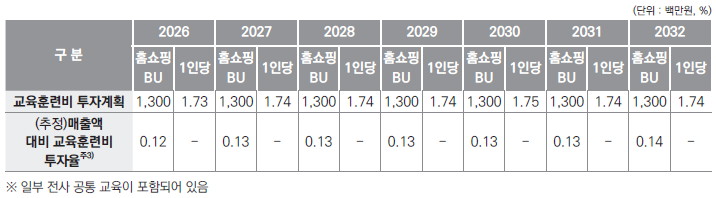 (단위 : 백만원, %)
구 분 2026 2027 2028 2029 2030 2031 2032
홈쇼핑 BU 1인당 홈쇼핑 BU 1인당 홈쇼핑 BU 1인당 홈쇼핑 BU 1인당 홈쇼핑 BU 1인당 홈쇼핑 BU 1인당 홈쇼핑 BU 1인당
교육훈련비 투자계획 1,300 1.73 1,300 1.74 1,300 1.74 1,300 1.74 1,300 1.75 1,300 1.74 1,300 1.74
(추정)매출액
대비 교육훈련비 0.12 – 0.13 – 0.13 – 0.13 – 0.13 – 0.13 – 0.14 –
투자율주3)
※ 일부 전사 공통 교육이 포함되어 있음